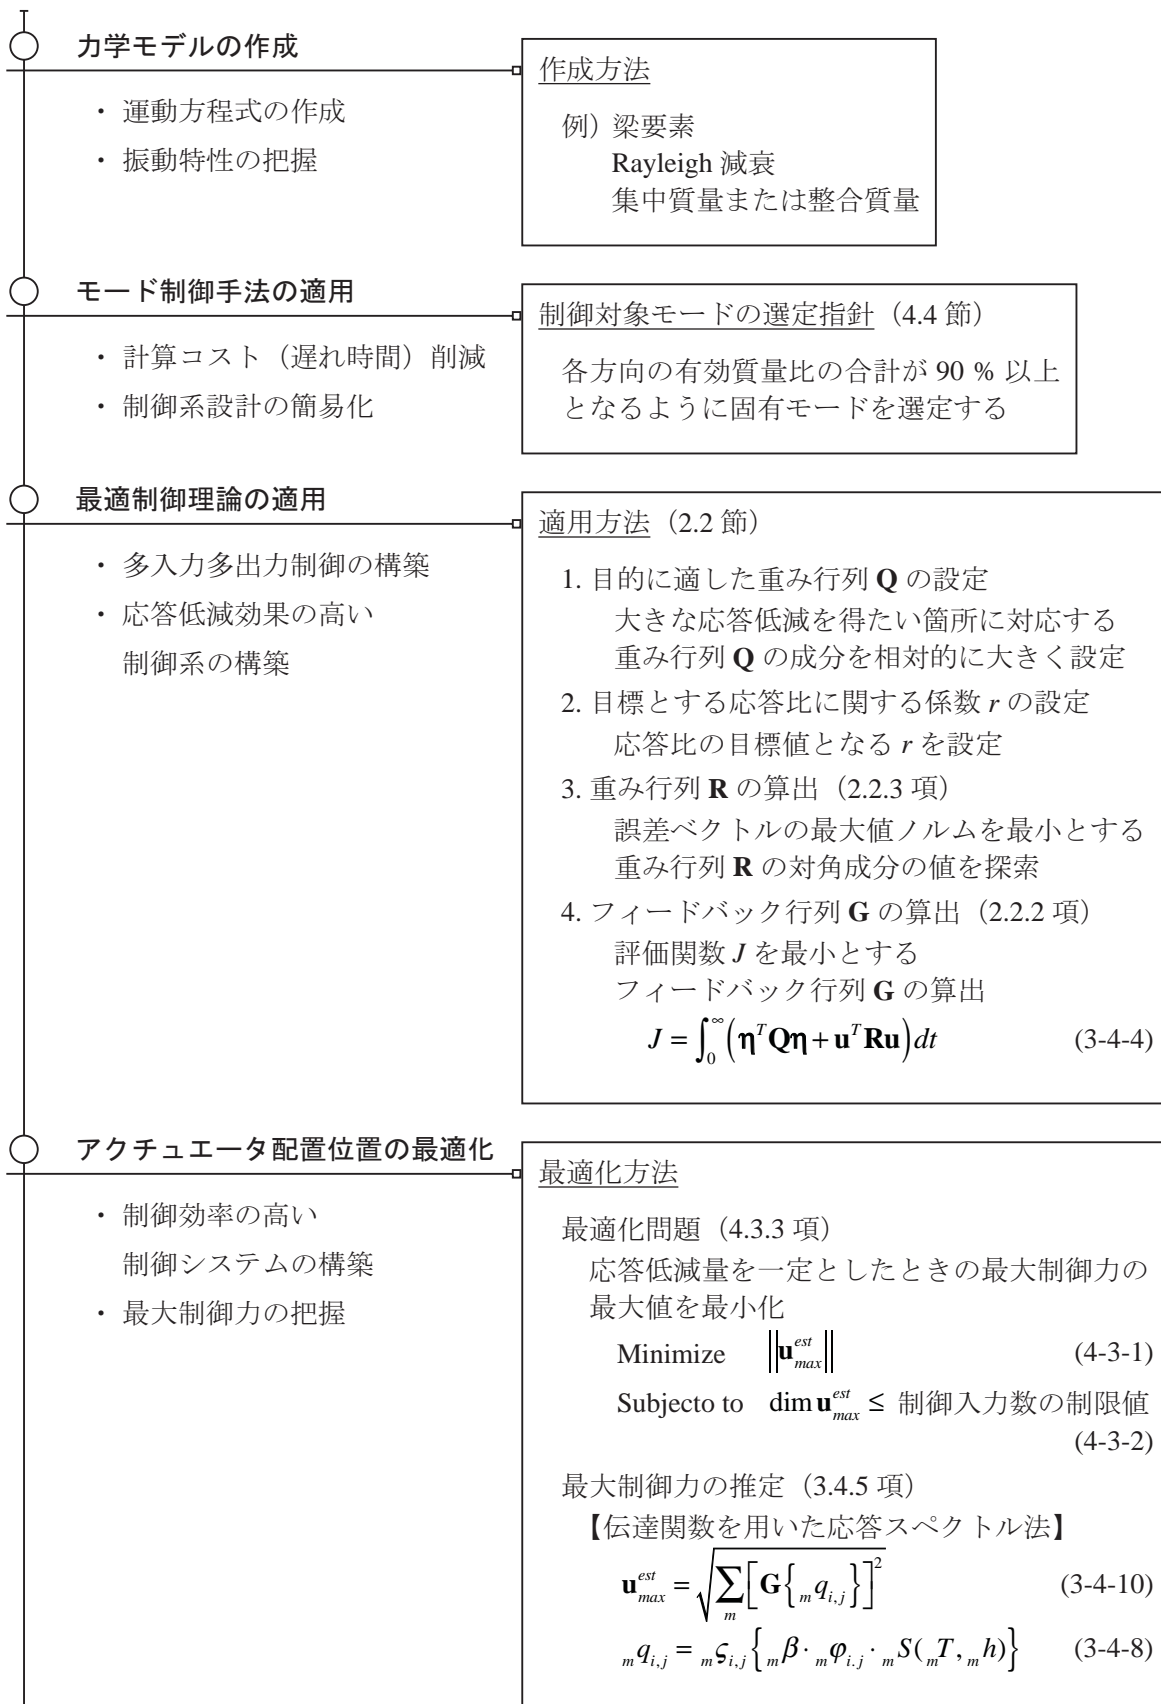 力学モデルの作成
・ 運動方程式の作成
・ 振動特性の把握
作成方法
例）梁要素
Rayleigh 減衰
集中質量または整合質量
モード制御手法の適用
・ 計算コスト（遅れ時間）削減
・ 制御系設計の簡易化
制御対象モードの選定指針（4.4 節）
各方向の有効質量比の合計が 90 % 以上
となるように固有モードを選定する
最適制御理論の適用
・ 多入力多出力制御の構築
・ 応答低減効果の高い
制御系の構築
適用方法（2.2 節）
1. 目的に適した重み行列 Q の設定
大きな応答低減を得たい箇所に対応する
重み行列 Q の成分を相対的に大きく設定
2. 目標とする応答比に関する係数 r の設定
応答比の目標値となる r を設定
3. 重み行列 R の算出（2.2.3 項）
誤差ベクトルの最大値ノルムを最小とする
重み行列 R の対角成分の値を探索
4. フィードバック行列 G の算出（2.2.2 項）
評価関数 J を最小とする
フィードバック行列 G の算出
J = ∫_0^∞ (η^T Qη + u^T Ru) dt (3-4-4)
アクチュエータ配置位置の最適化
・ 制御効率の高い
制御システムの構築
・ 最大制御力の把握
最適化方法
最適化問題（4.3.3 項）
応答低減量を一定としたときの最大制御力の
最大値を最小化
Minimize ‖u_max^est‖ (4-3-1)
Subjecto to dim u_max^est ≤ 制御入力数の制限値
(4-3-2)
最大制御力の推定（3.4.5 項）
【伝達関数を用いた応答スペクトル法】
u_max^est = √(∑_m [G{_m q_{i,j}}]^2) (3-4-10)
_m q_{i,j} = _m ς_{i,j} {_m β · _m φ_{i.j} · _m S(_m T, _m h)} (3-4-8)